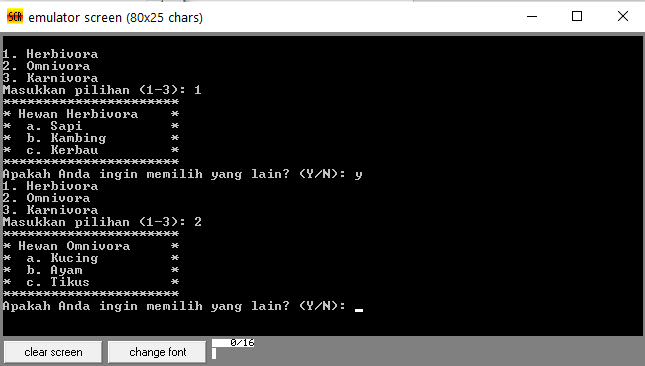 SCR emulator screen (80x25 chars)
1. Herbivora
2. Omnivora
3. Karnivora
Masukkan pilihan (1-3): 1
***********************
* Hewan Herbivora    *
*  a. Sapi           *
*  b. Kambing        *
*  c. Kerbau         *
***********************
Apakah Anda ingin memilih yang lain? (Y/N): y
1. Herbivora
2. Omnivora
3. Karnivora
Masukkan pilihan (1-3): 2
***********************
* Hewan Omnivora     *
*  a. Kucing         *
*  b. Ayam           *
*  c. Tikus          *
***********************
Apakah Anda ingin memilih yang lain? (Y/N): _
clear screen
change font
0/16